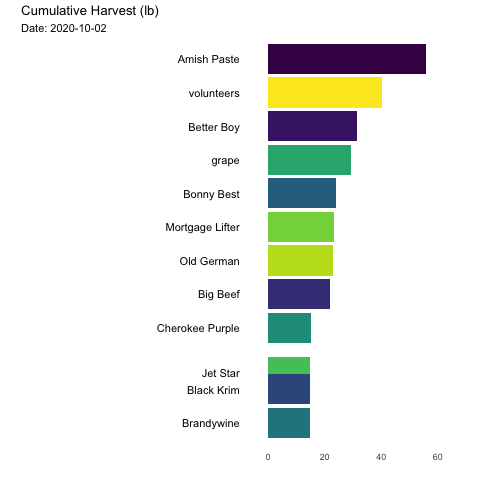 Cumulative Harvest (lb)
Date: 2020-10-02
Amish Paste
volunteers
Better Boy
grape
Bonny Best
Mortgage Lifter
Old German
Big Beef
Cherokee Purple
Jet Star
Black Krim
Brandywine
0 20 40 60